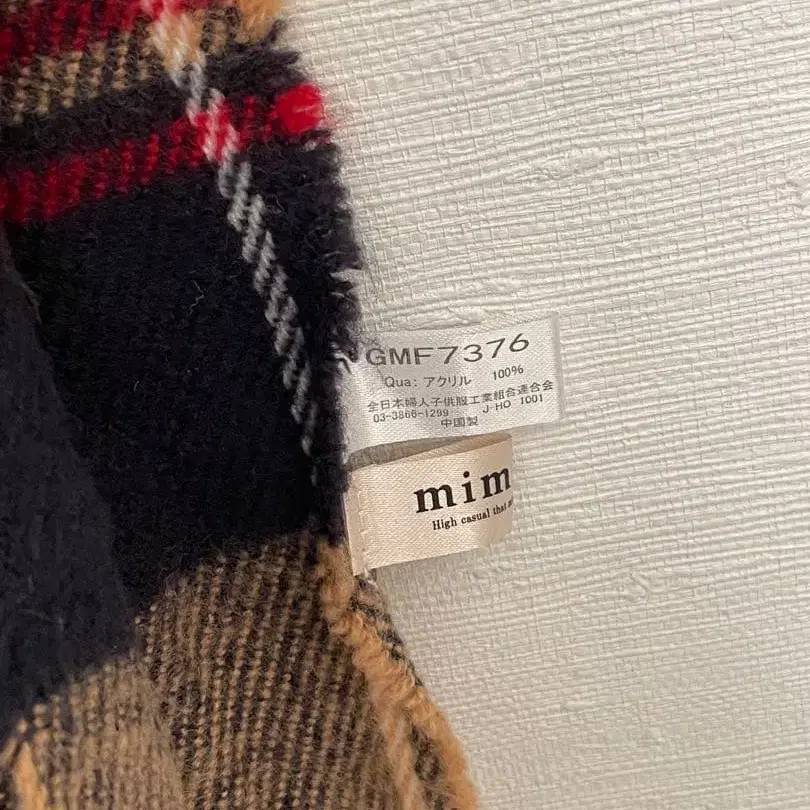 GMF7376
Qua: アクリル 100%
全日本婦人子供服工業組合連合会
03-3866-1299 J-HO 1001
中国製
mim
High casual that